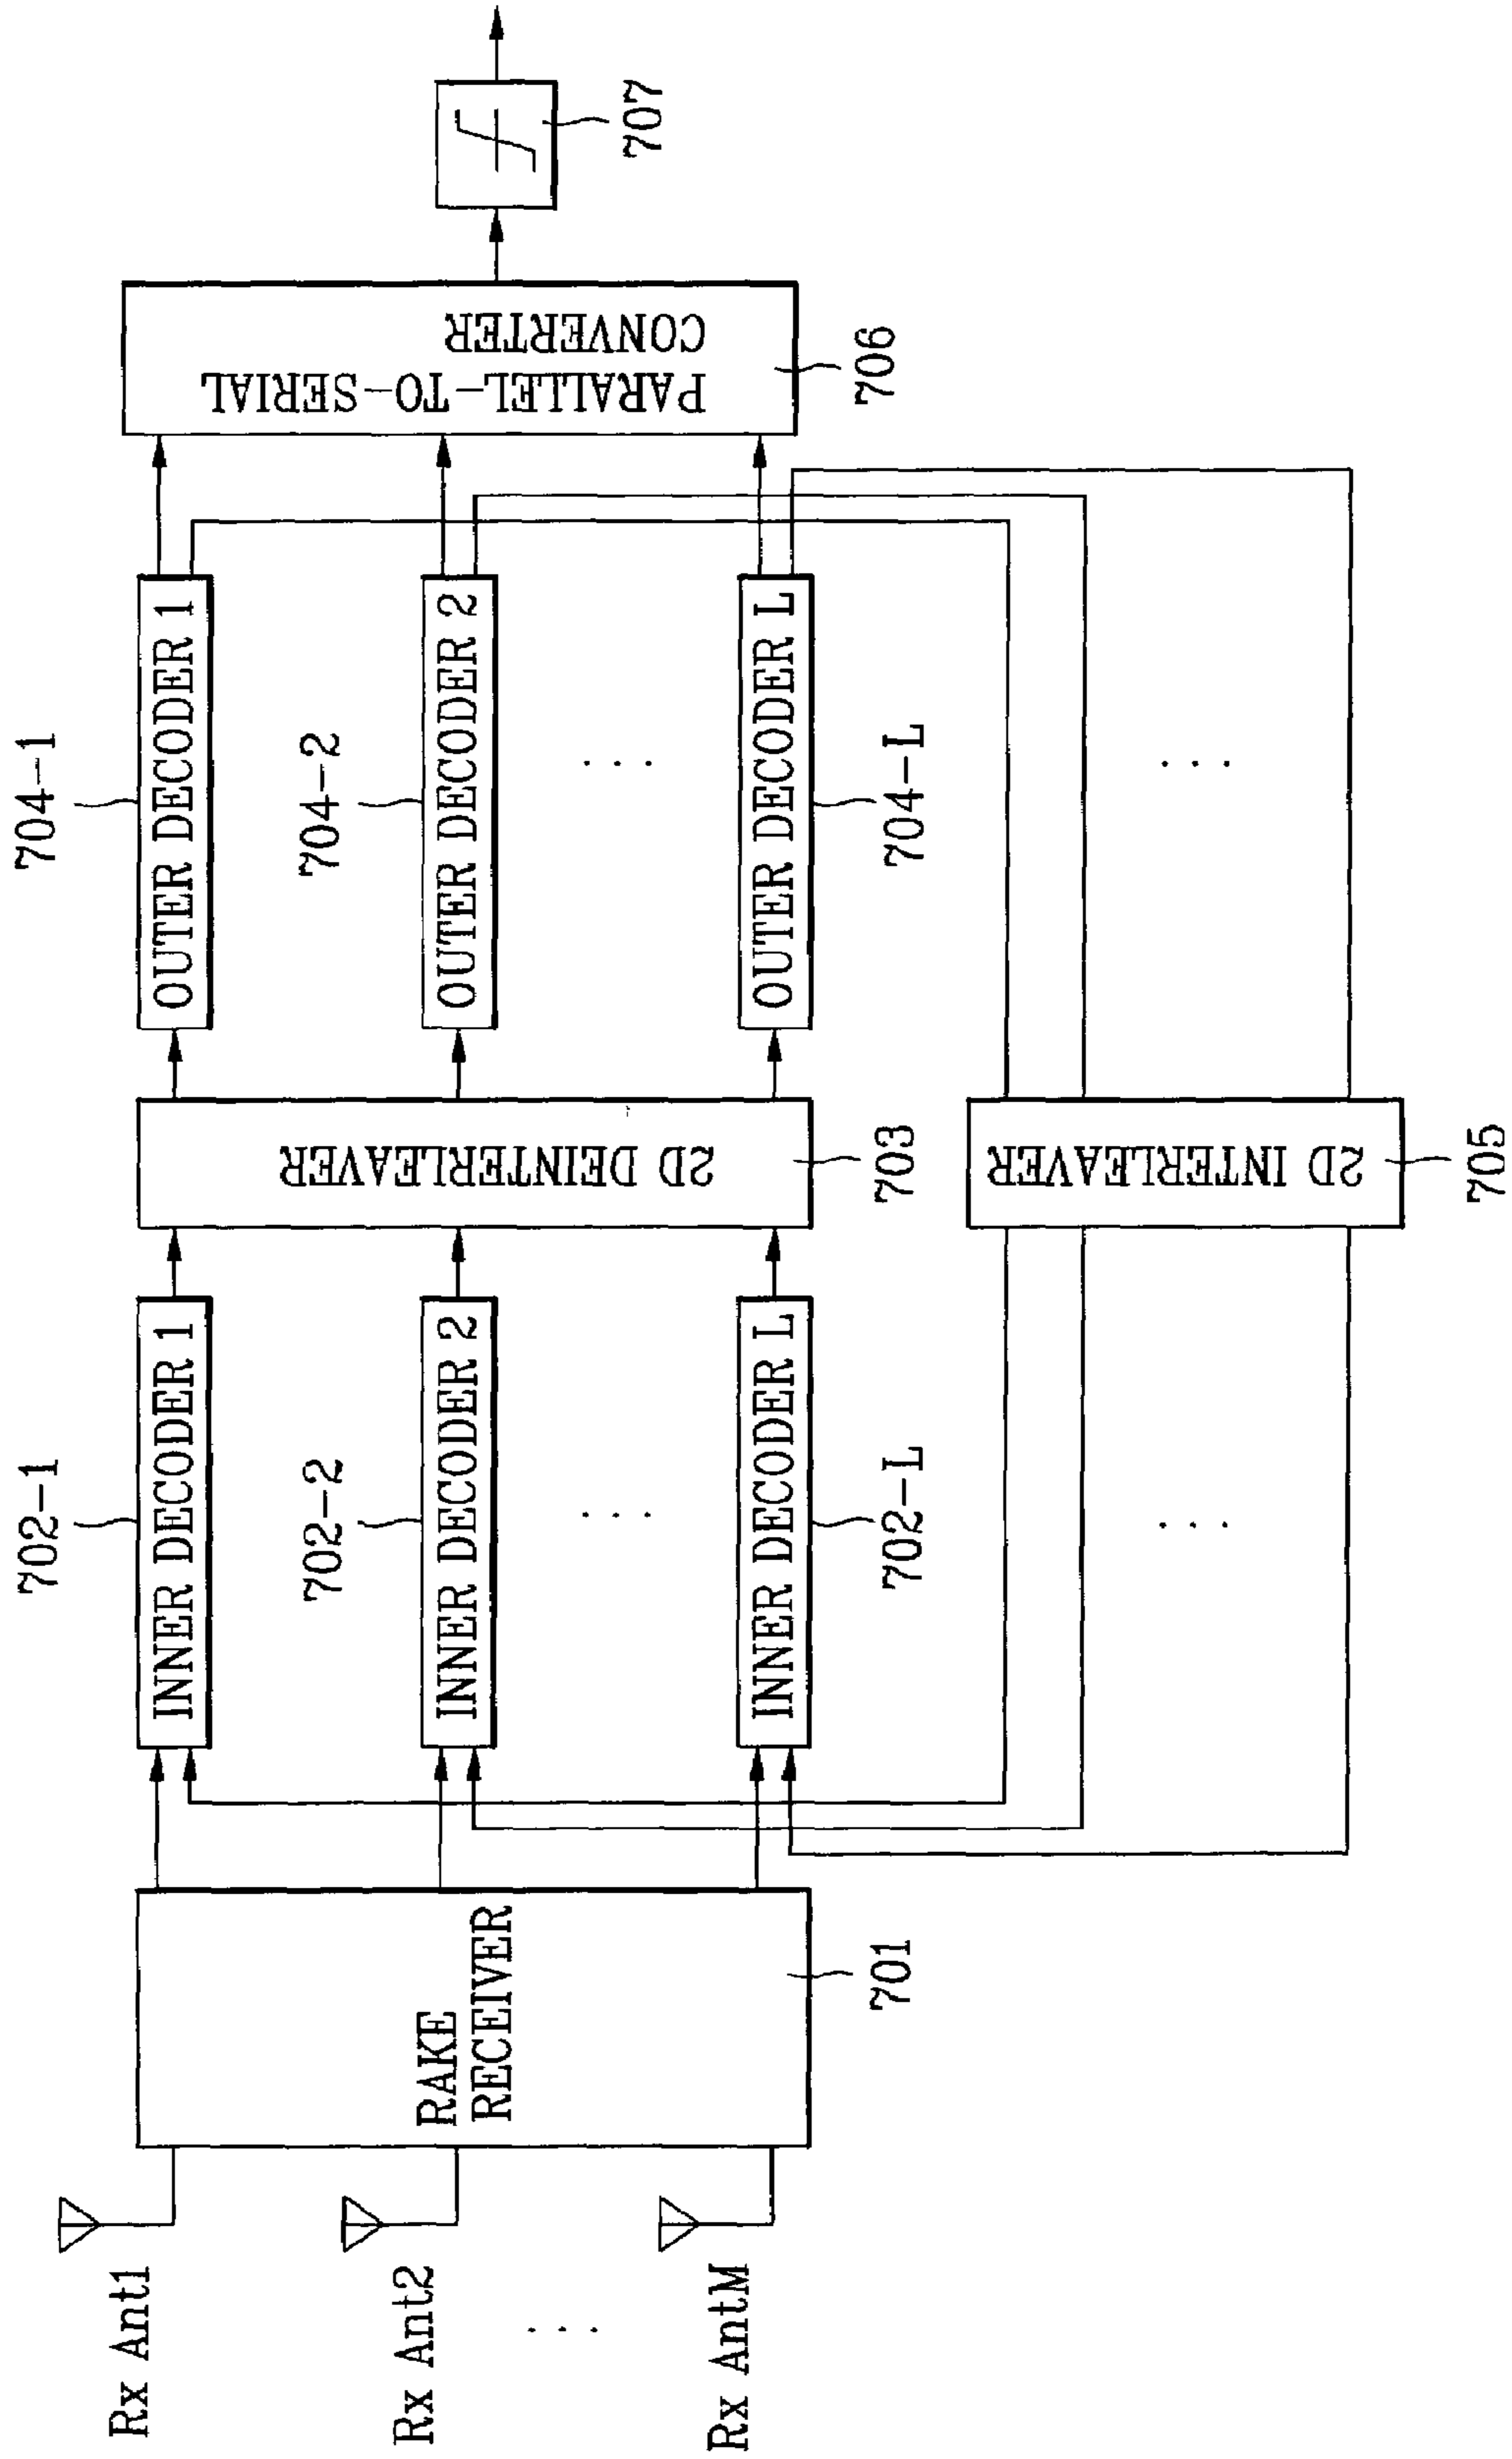 Rx Ant1
Rx Ant2
. . .
Rx AntM
RAKE
RECEIVER
701
702-1
INNER DECODER 1
702-2
INNER DECODER 2
. . .
INNER DECODER L
702-L
2D DEINTERLEAVER
703
704-1
OUTER DECODER 1
704-2
OUTER DECODER 2
. . .
OUTER DECODER L
704-L
. . .
2D INTERLEAVER
705
. . .
PARALLEL-TO-SERIAL
CONVERTER
706
707